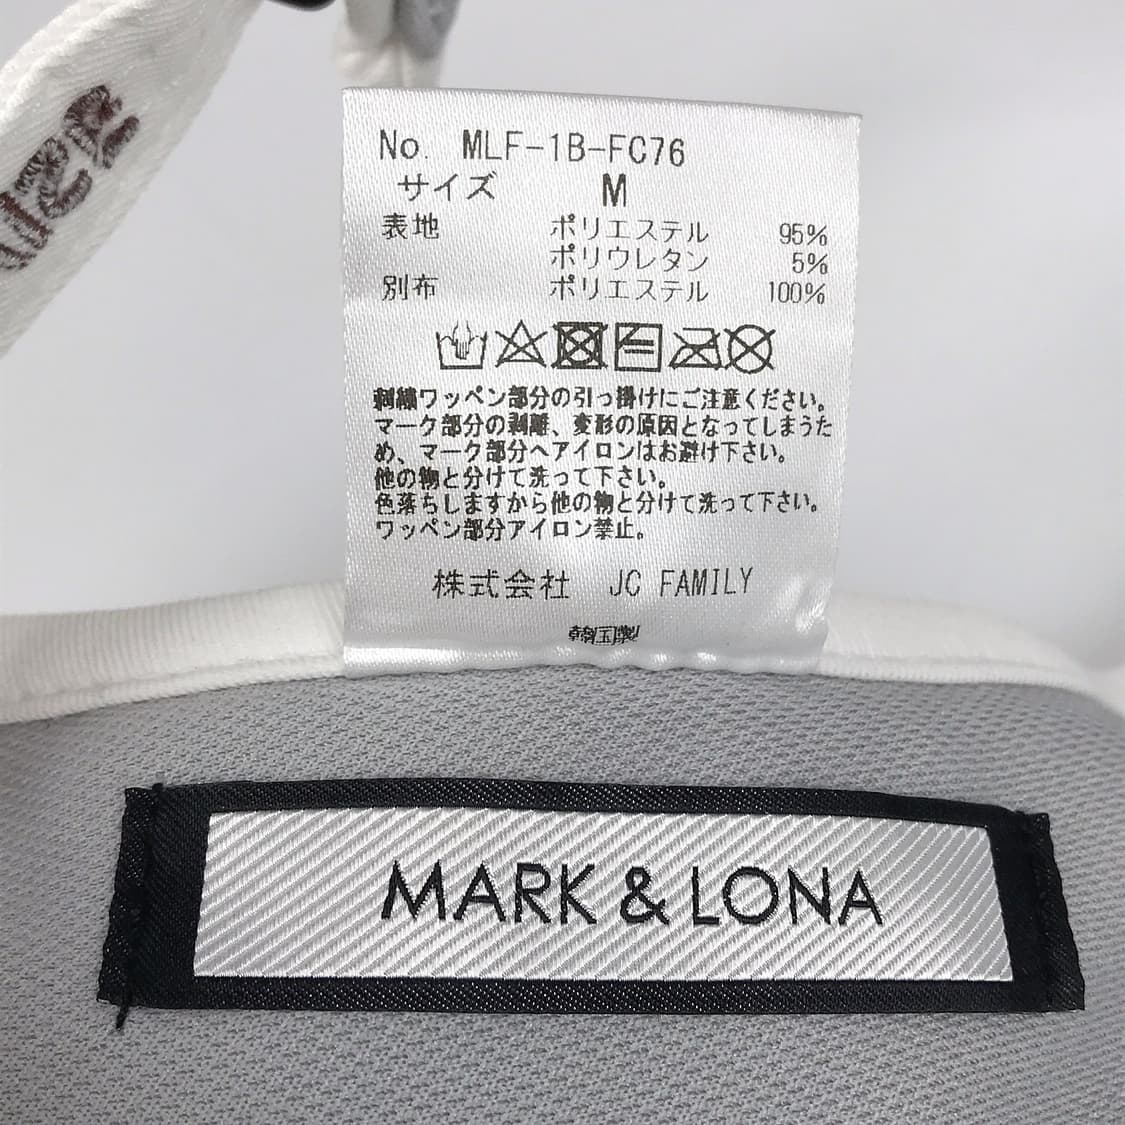 No. MLF-1B-FC76
サイズ M
表地 ポリエステル 95%
ポリウレタン 5%
別布 ポリエステル 100%
刺繍ワッペン部分の引っ掛けにご注意ください。
マーク部分の剥離、変形の原因となってしまうた
め、マーク部分へアイロンはお避け下さい。
他の物と分けて洗って下さい。
色落ちしますから他の物と分けて洗って下さい。
ワッペン部分アイロン禁止。
株式会社 JC FAMILY
韓国製
MARK & LONA